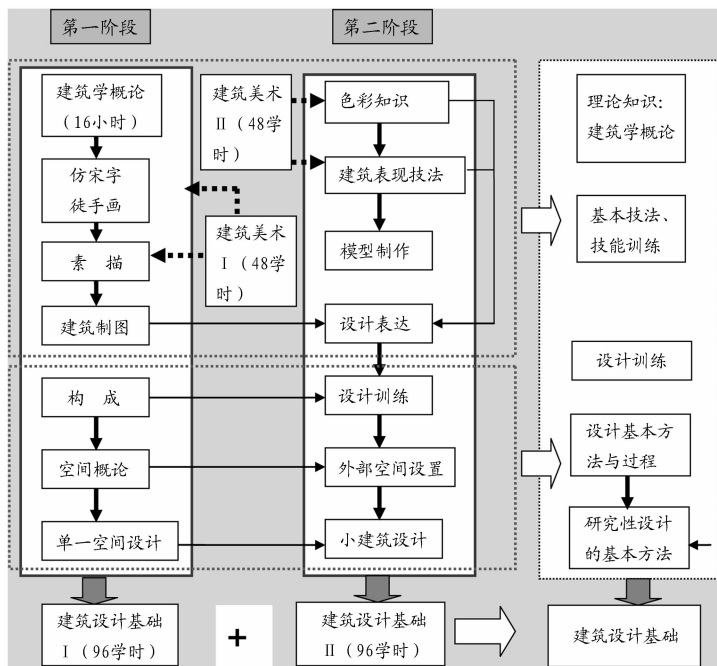 第一阶段
第二阶段
建筑学概论
（16小时）
仿宋字
徒手画
素 描
建筑制图
构 成
空间概论
单一空间设计
建筑设计基础
Ⅰ（96学时）
建筑美术
Ⅱ（48学
时）
建筑美术
Ⅰ（48学
时）
色彩知识
建筑表现技法
模型制作
设计表达
设计训练
外部空间设置
小建筑设计
+
建筑设计基础
Ⅱ（96学时）
理论知识：
建筑学概论
基本技法、
技能训练
设计训练
设计基本方
法与过程
研究性设计
的基本方法
建筑设计基础